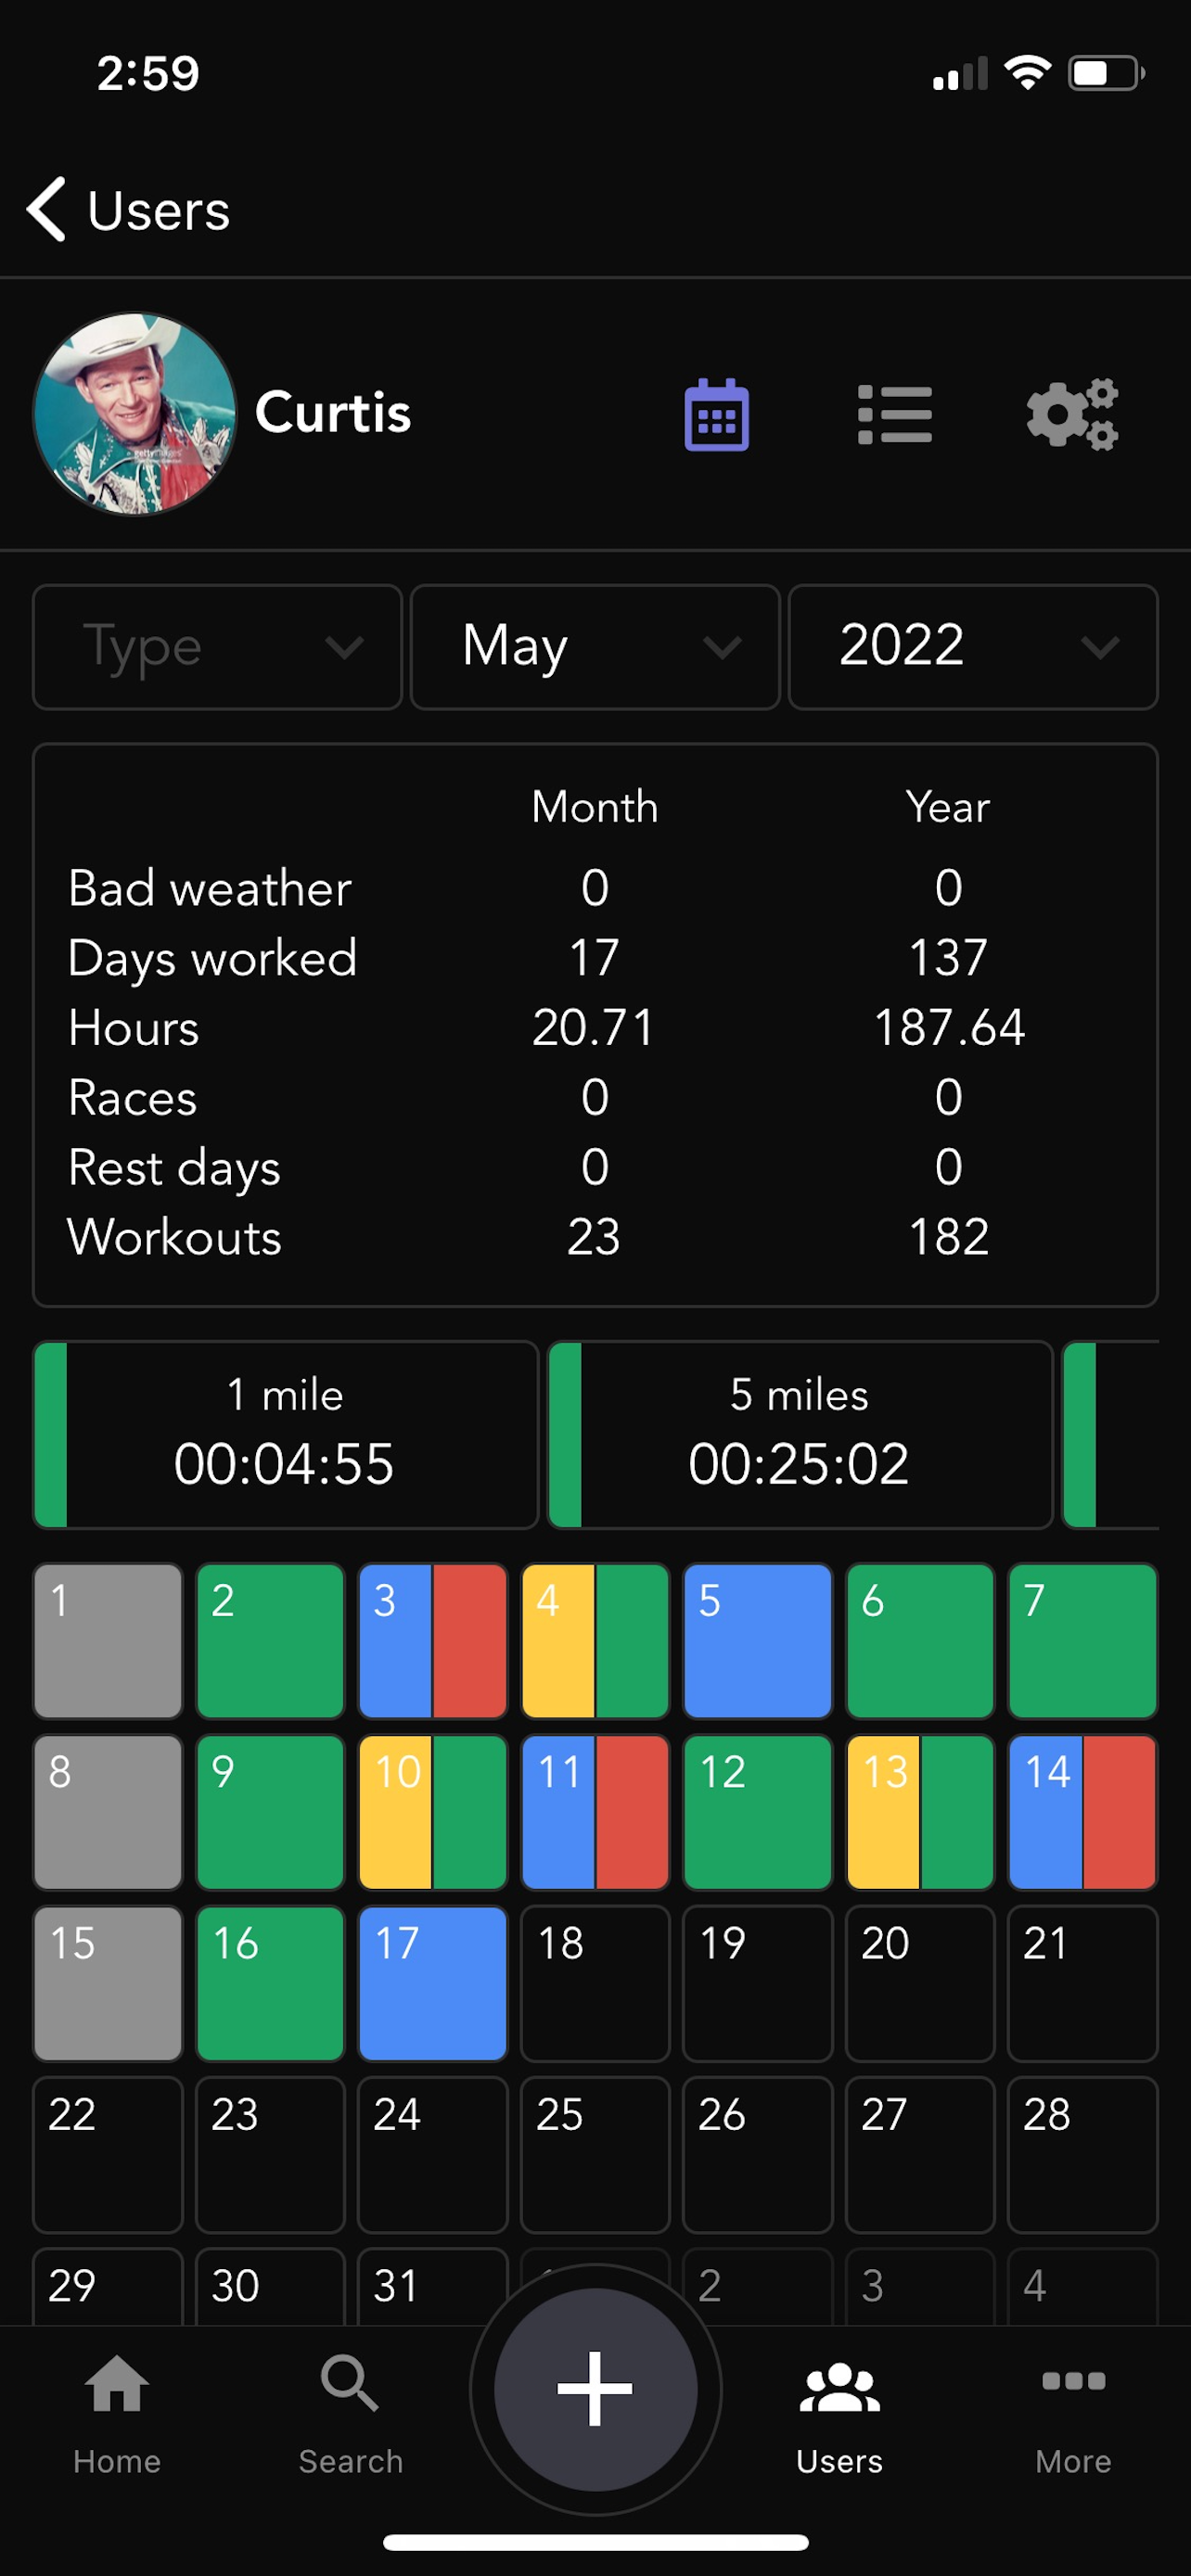 2:59
Users
Curtis
Type May 2022
Month Year
Bad weather 0 0
Days worked 17 137
Hours 20.71 187.64
Races 0 0
Rest days 0 0
Workouts 23 182
1 mile 5 miles
00:04:55 00:25:02
1 2 3 4 5 6 7
8 9 10 11 12 13 14
15 16 17 18 19 20 21
22 23 24 25 26 27 28
29 30 31 2 3 4
Home Search Users More